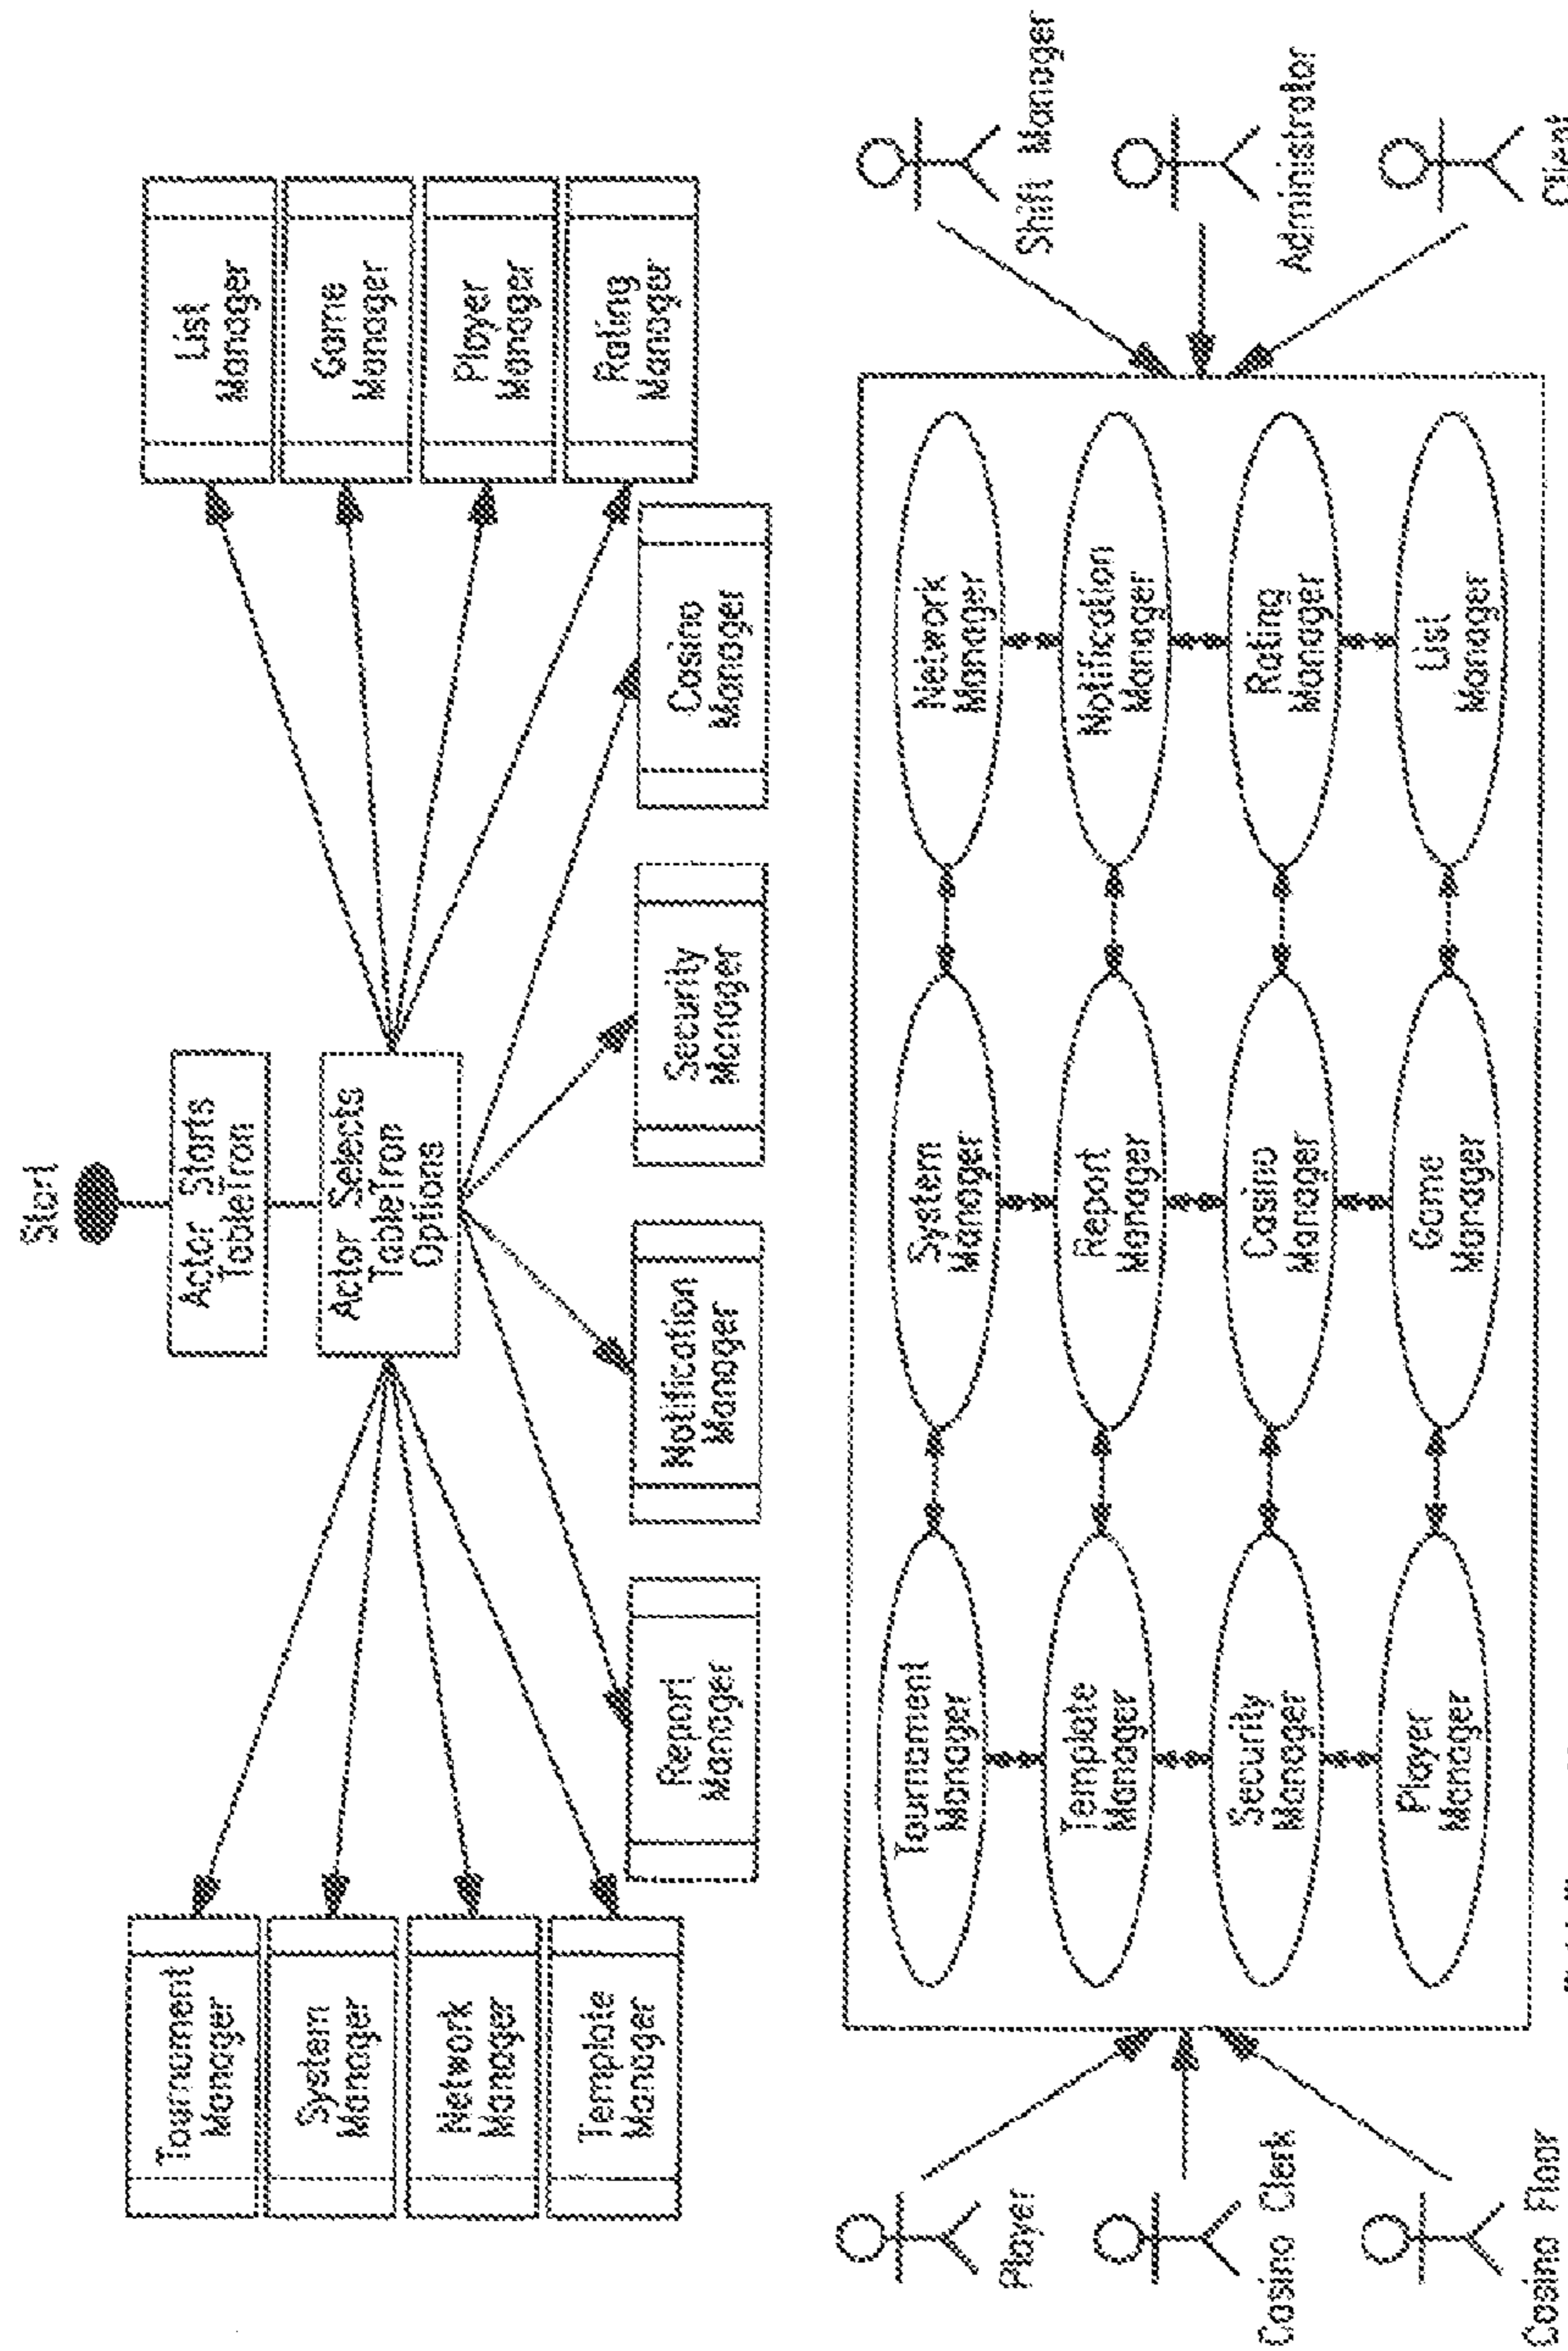 Start
Actor Starts
TableTron
Actor Selects
TableTron
Options
Tournament
Manager
System
Manager
Network
Manager
Template
Manager
List
Manager
Game
Manager
Player
Manager
Rating
Manager
Report
Manager
Notification
Manager
Security
Manager
Casino
Manager
Player
Casino Clerk
Casino Floor
Tournament
Manager
System
Manager
Network
Manager
Template
Manager
Report
Manager
Notification
Manager
Security
Manager
Casino
Manager
Rating
Manager
Player
Manager
Game
Manager
List
Manager
Shift Manager
Administrator
Client